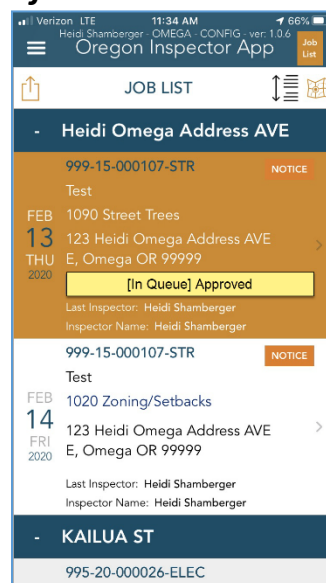 Verizon LTE 11:34 AM 66%
Heidi Shamberger - OMEGA - CONFIG - ver: 1.0.6
Oregon Inspector App
Job
List
JOB LIST
- Heidi Omega Address AVE
999-15-000107-STR NOTICE
Test
1090 Street Trees
FEB
13
THU
2020
123 Heidi Omega Address AVE
E, Omega OR 99999
[In Queue] Approved
Last Inspector: Heidi Shamberger
Inspector Name: Heidi Shamberger
999-15-000107-STR NOTICE
Test
1020 Zoning/Setbacks
FEB
14
FRI
2020
123 Heidi Omega Address AVE
E, Omega OR 99999
Last Inspector: Heidi Shamberger
Inspector Name: Heidi Shamberger
- KAILUA ST
995-20-000026-ELEC